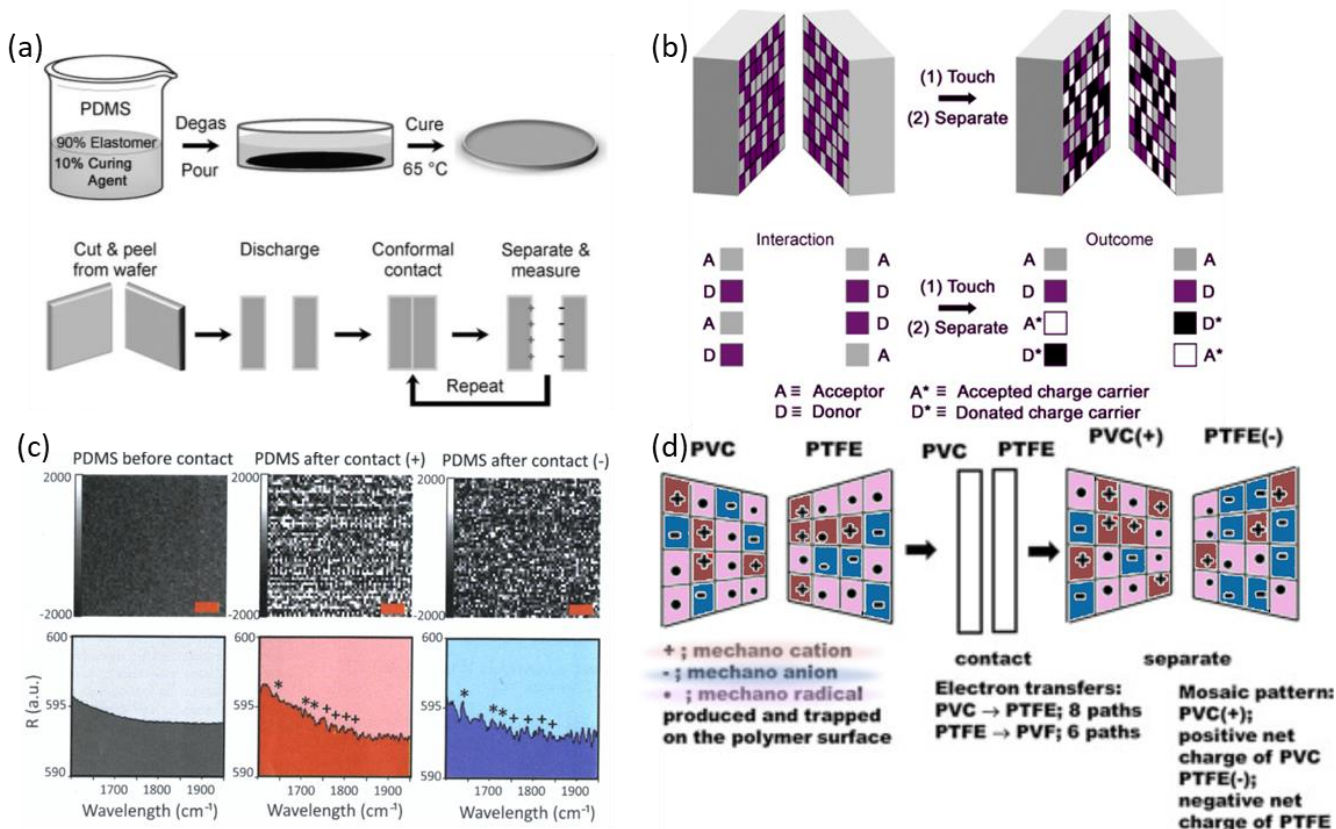 (a)
PDMS
90% Elastomer
10% Curing
Agent
Degas
Pour
Cure
65 °C
Cut & peel
from wafer
Discharge
Conformal
contact
Separate &
measure
+
+
+
+
-
-
-
-
Repeat
(b)
(1) Touch
(2) Separate
Interaction
Outcome
A A
D D
A D
D A
(1) Touch
(2) Separate
A A
D D
A* D*
D* A*
A ≡ Acceptor A* ≡ Accepted charge carrier
D ≡ Donor D* ≡ Donated charge carrier
(c)
PDMS before contact
PDMS after contact (+)
PDMS after contact (-)
2000
-2000
2000
-2000
2000
-2000
600
595
590
R (a.u.)
1700 1800 1900
Wavelength (cm⁻¹)
600
595
590
* ** ++++
1700 1800 1900
Wavelength (cm⁻¹)
600
595
590
* ** +++++
1700 1800 1900
Wavelength (cm⁻¹)
(d)
PVC
PTFE
PVC
PTFE
PVC(+)
PTFE(-)
+ ; mechano cation
- ; mechano anion
• ; mechano radical
produced and trapped
on the polymer surface
contact
Electron transfers:
PVC → PTFE; 8 paths
PTFE → PVF; 6 paths
separate
Mosaic pattern:
PVC(+);
positive net
charge of PVC
PTFE(-);
negative net
charge of PTFE